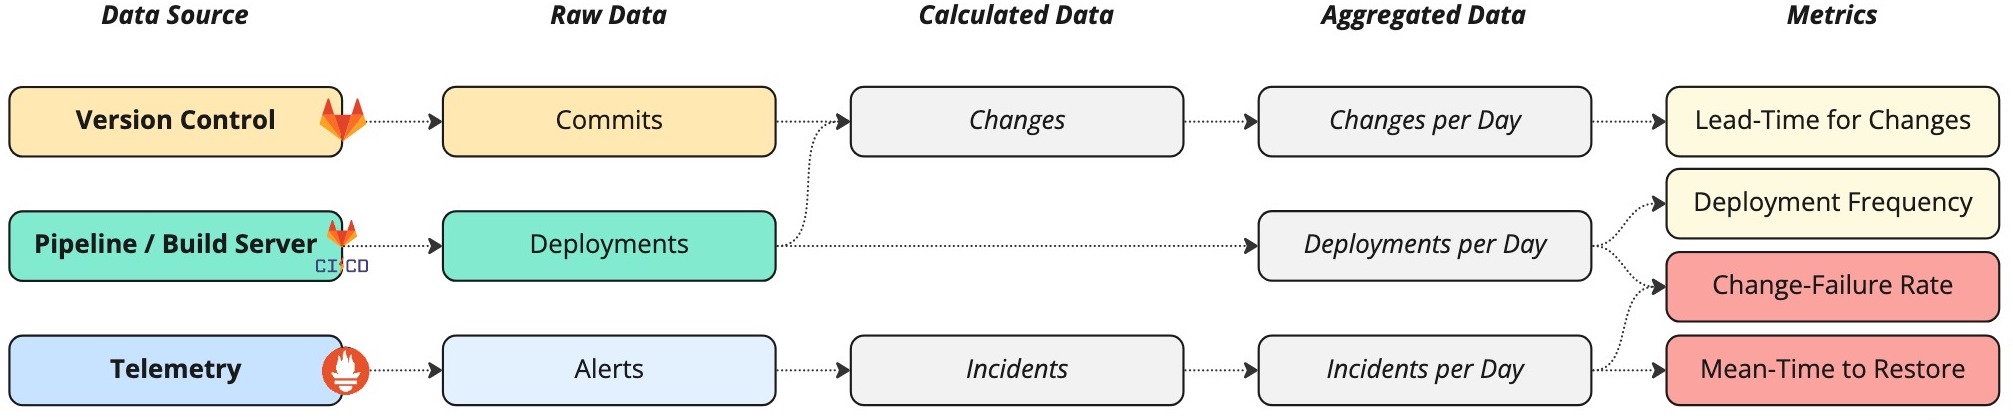 Data Source
Raw Data
Calculated Data
Aggregated Data
Metrics
Version Control
Commits
Changes
Changes per Day
Lead-Time for Changes
Deployment Frequency
Pipeline / Build Server
CI CD
Deployments
Deployments per Day
Change-Failure Rate
Telemetry
Alerts
Incidents
Incidents per Day
Mean-Time to Restore